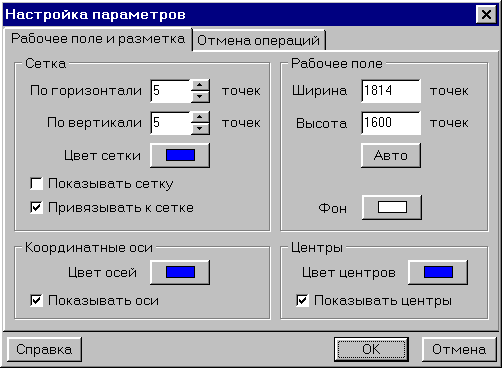 Настройка параметров
Рабочее поле и разметка
Отмена операций
Сетка
По горизонтали 5 точек
По вертикали 5 точек
Цвет сетки
Показывать сетку
Привязывать к сетке
Рабочее поле
Ширина 1814 точек
Высота 1600 точек
Авто
Фон
Координатные оси
Цвет осей
Показывать оси
Центры
Цвет центров
Показывать центры
Справка
OK
Отмена